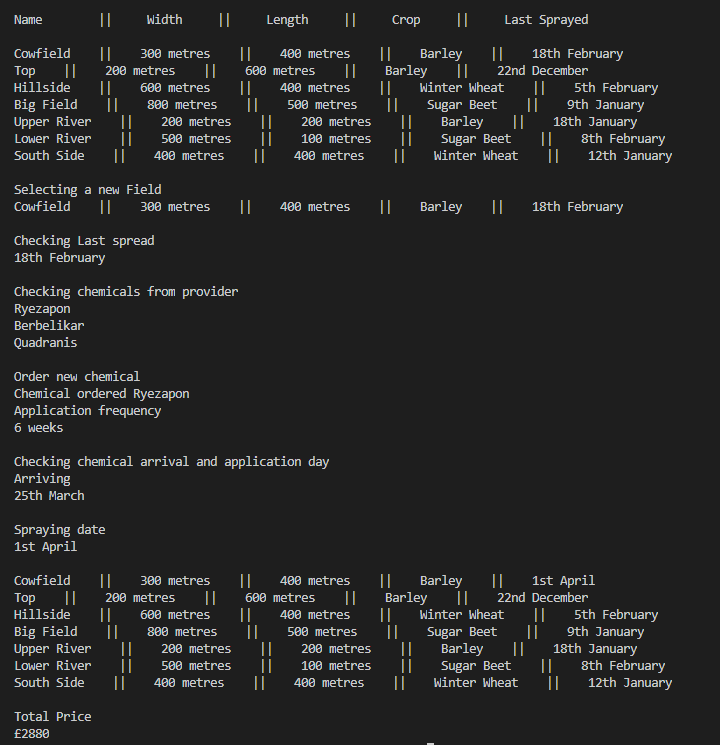 Name || Width || Length || Crop || Last Sprayed
Cowfield || 300 metres || 400 metres || Barley || 18th February
Top || 200 metres || 600 metres || Barley || 22nd December
Hillside || 600 metres || 400 metres || Winter Wheat || 5th February
Big Field || 800 metres || 500 metres || Sugar Beet || 9th January
Upper River || 200 metres || 200 metres || Barley || 18th January
Lower River || 500 metres || 100 metres || Sugar Beet || 8th February
South Side || 400 metres || 400 metres || Winter Wheat || 12th January
Selecting a new Field
Cowfield || 300 metres || 400 metres || Barley || 18th February
Checking Last spread
18th February
Checking chemicals from provider
Ryezapon
Berbelikar
Quadranis
Order new chemical
Chemical ordered Ryezapon
Application frequency
6 weeks
Checking chemical arrival and application day
Arriving
25th March
Spraying date
1st April
Cowfield || 300 metres || 400 metres || Barley || 1st April
Top || 200 metres || 600 metres || Barley || 22nd December
Hillside || 600 metres || 400 metres || Winter Wheat || 5th February
Big Field || 800 metres || 500 metres || Sugar Beet || 9th January
Upper River || 200 metres || 200 metres || Barley || 18th January
Lower River || 500 metres || 100 metres || Sugar Beet || 8th February
South Side || 400 metres || 400 metres || Winter Wheat || 12th January
Total Price
£2880